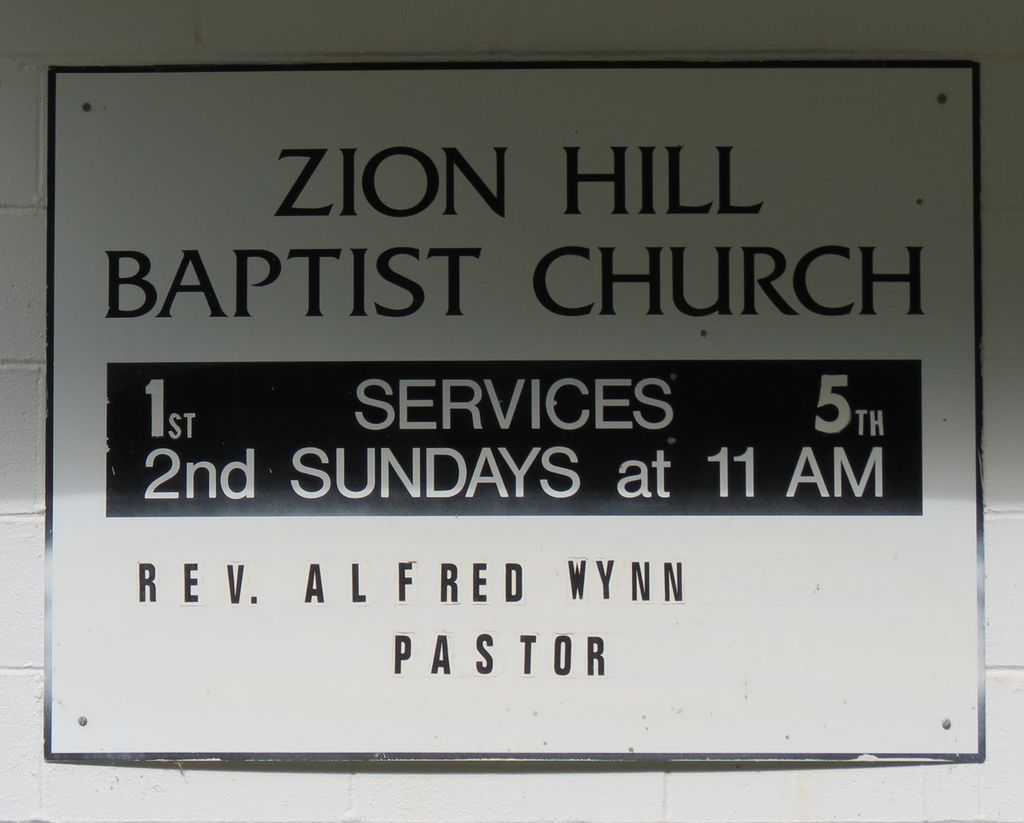 ZION HILL
BAPTIST CHURCH
1ST SERVICES 5TH
2nd SUNDAYS at 11 AM
REV. ALFRED WYNN
PASTOR